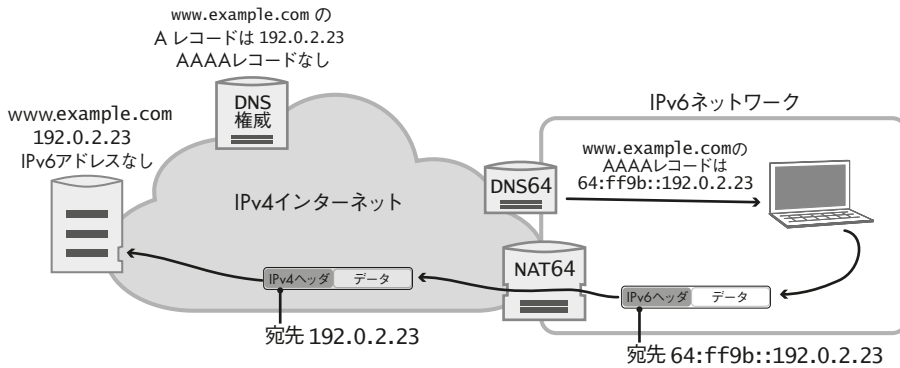 www.example.com の
A レコードは 192.0.2.23
AAAAレコードなし
DNS
権威
www.example.com
192.0.2.23
IPv6アドレスなし
IPv4インターネット
IPv6ネットワーク
www.example.comの
AAAAレコードは
64:ff9b::192.0.2.23
DNS64
NAT64
IPv4ヘッダ データ
宛先 192.0.2.23
IPv6ヘッダ データ
宛先 64:ff9b::192.0.2.23